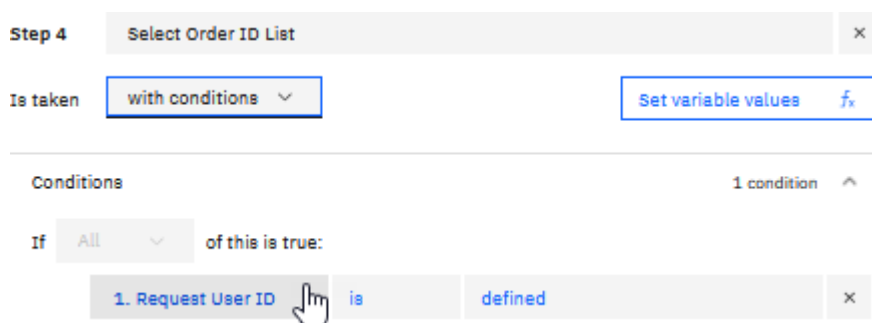 Step 4 Select Order ID List ×
Is taken with conditions Set variable values fx
Conditions 1 condition
If All of this is true:
1. Request User ID is defined ×